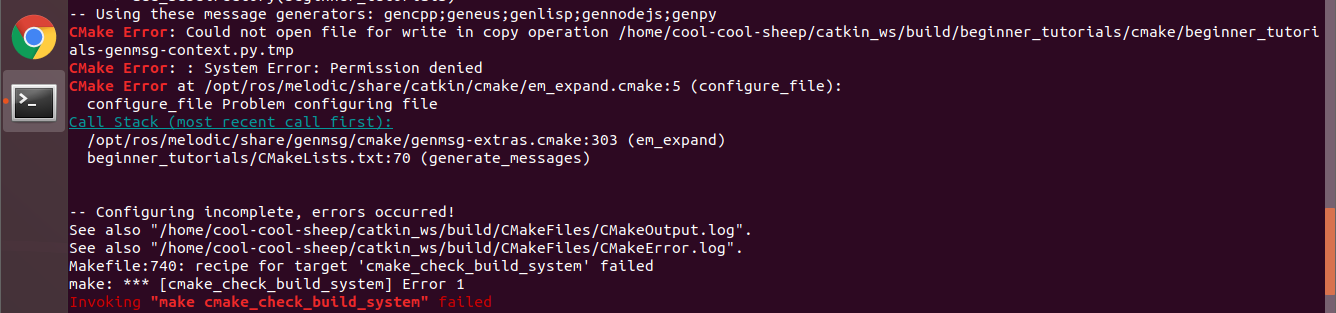 -- Using these message generators: gencpp;geneus;genlisp;gennodejs;genpy
CMake Error: Could not open file for write in copy operation /home/cool-cool-sheep/catkin_ws/build/beginner_tutorials/cmake/beginner_tutori
als-genmsg-context.py.tmp
CMake Error: : System Error: Permission denied
CMake Error at /opt/ros/melodic/share/catkin/cmake/em_expand.cmake:5 (configure_file):
  configure_file Problem configuring file
Call Stack (most recent call first):
  /opt/ros/melodic/share/genmsg/cmake/genmsg-extras.cmake:303 (em_expand)
  beginner_tutorials/CMakeLists.txt:70 (generate_messages)
-- Configuring incomplete, errors occurred!
See also "/home/cool-cool-sheep/catkin_ws/build/CMakeFiles/CMakeOutput.log".
See also "/home/cool-cool-sheep/catkin_ws/build/CMakeFiles/CMakeError.log".
Makefile:740: recipe for target 'cmake_check_build_system' failed
make: *** [cmake_check_build_system] Error 1
Invoking "make cmake_check_build_system" failed